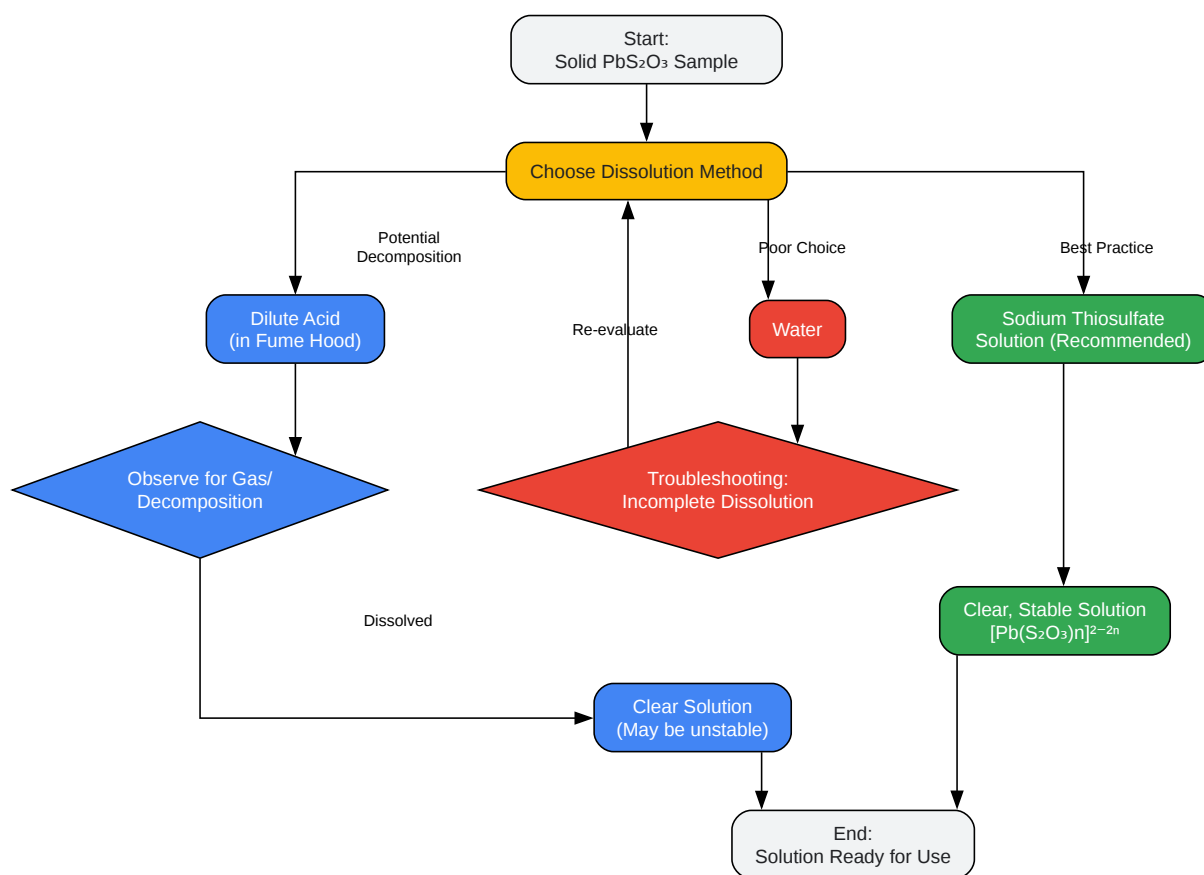 Start:
Solid PbS₂O₃ Sample
Choose Dissolution Method
Potential
Decomposition
Poor Choice
Best Practice
Dilute Acid
(in Fume Hood)
Re-evaluate
Water
Sodium Thiosulfate
Solution (Recommended)
Observe for Gas/
Decomposition
Troubleshooting:
Incomplete Dissolution
Dissolved
Clear, Stable Solution
[Pb(S₂O₃)n]²⁻²ⁿ
Clear Solution
(May be unstable)
End:
Solution Ready for Use